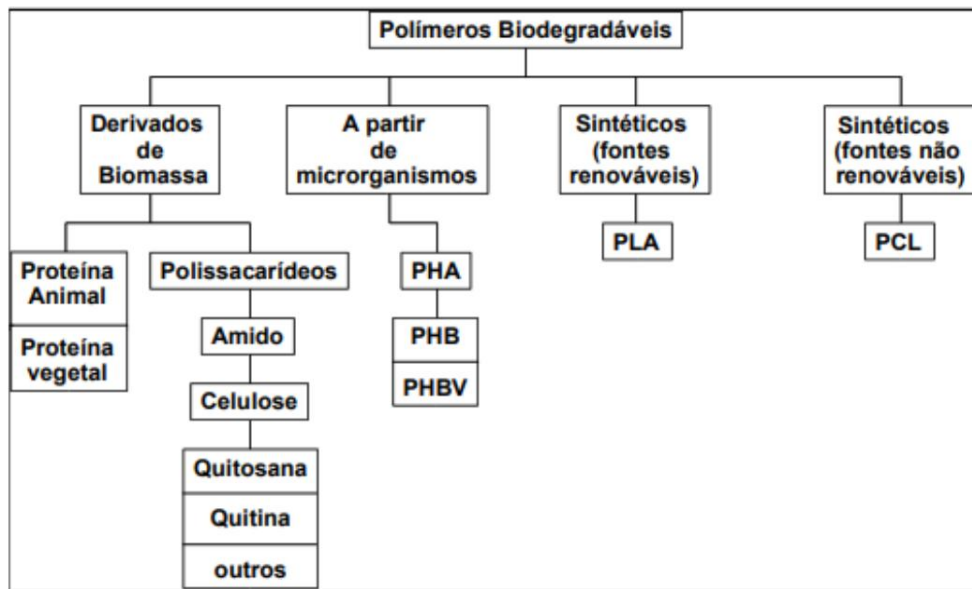 Polímeros Biodegradáveis
Derivados
de
Biomassa
A partir
de
microrganismos
Sintéticos
(fontes
renováveis)
Sintéticos
(fontes não
renováveis)
Proteína
Animal
Proteína
vegetal
Polissacarídeos
Amido
Celulose
Quitosana
Quitina
outros
PHA
PHB
PHBV
PLA
PCL